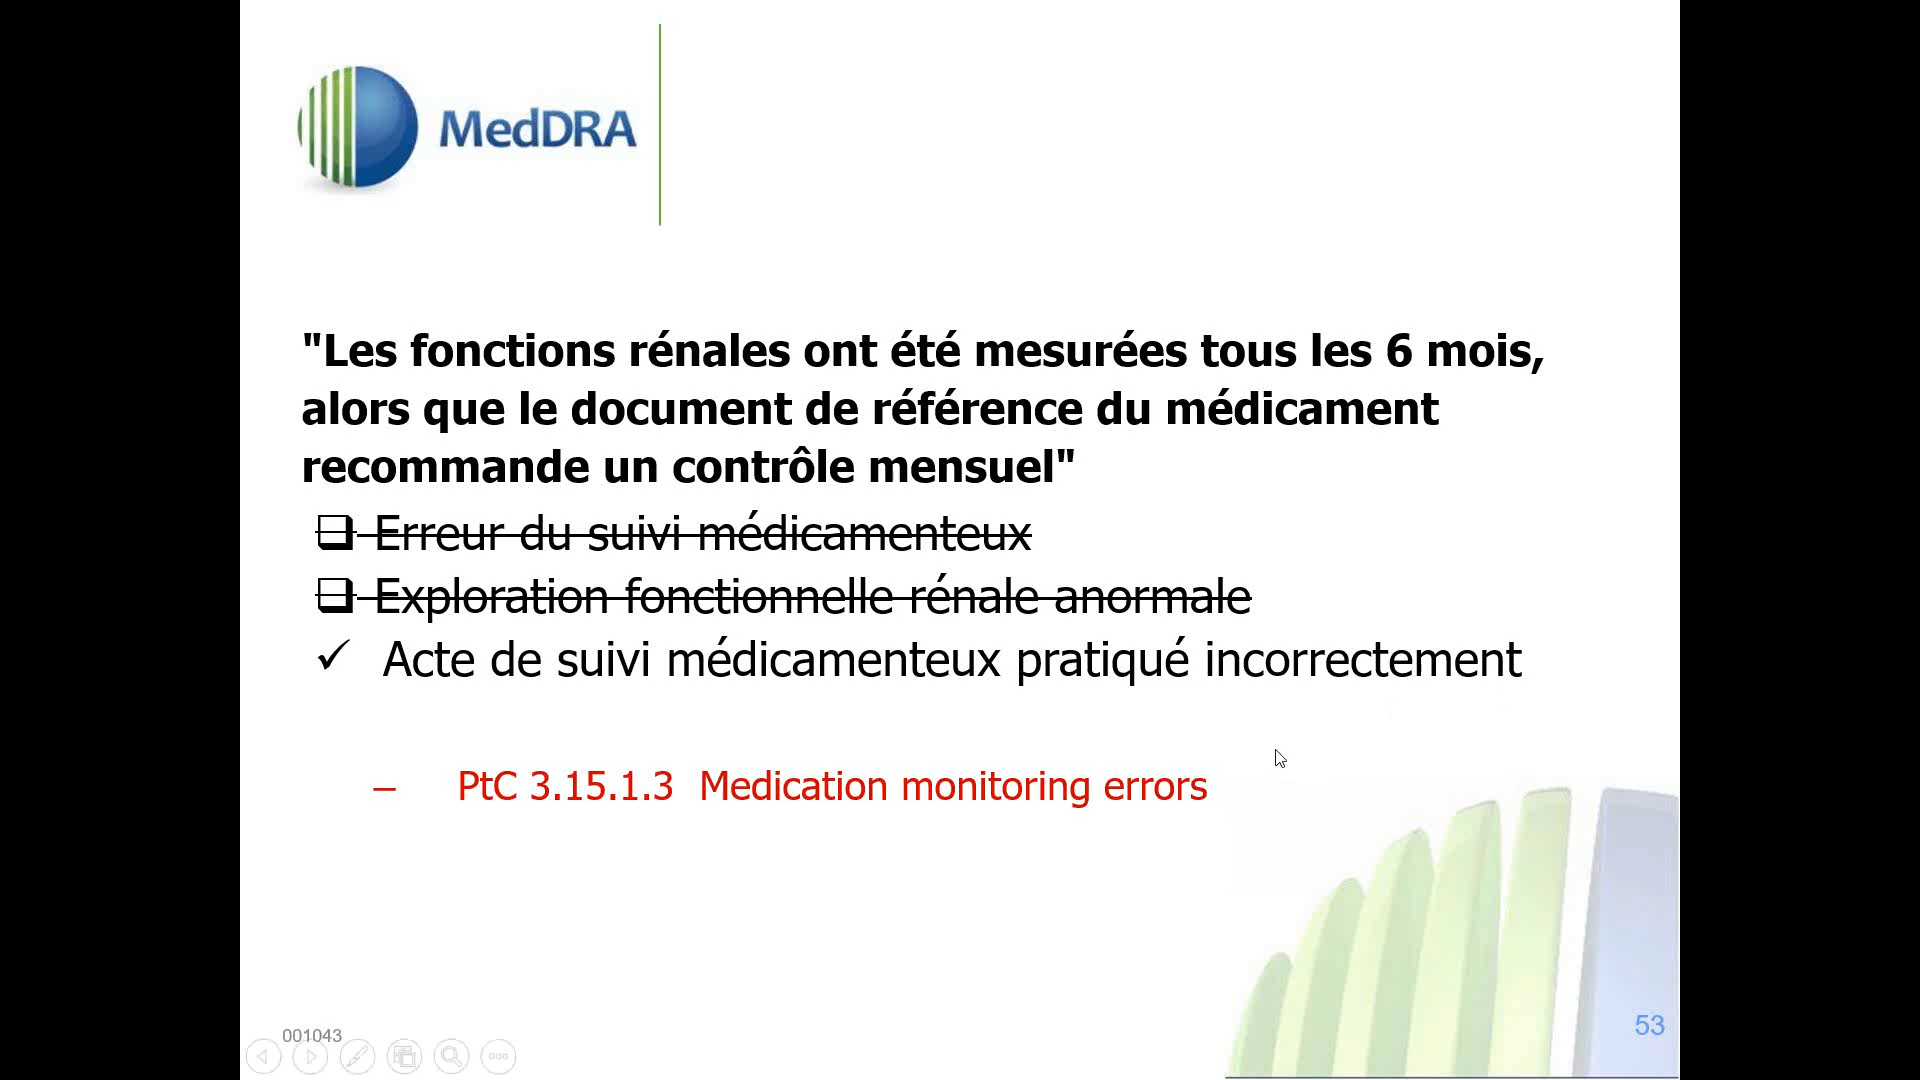 MedDRA
"Les fonctions rénales ont été mesurées tous les 6 mois,
alors que le document de référence du médicament
recommande un contrôle mensuel"
❑ Erreur du suivi médicamenteux
❑ Exploration fonctionnelle rénale anormale
✓ Acte de suivi médicamenteux pratiqué incorrectement
– PtC 3.15.1.3 Medication monitoring errors
001043
53